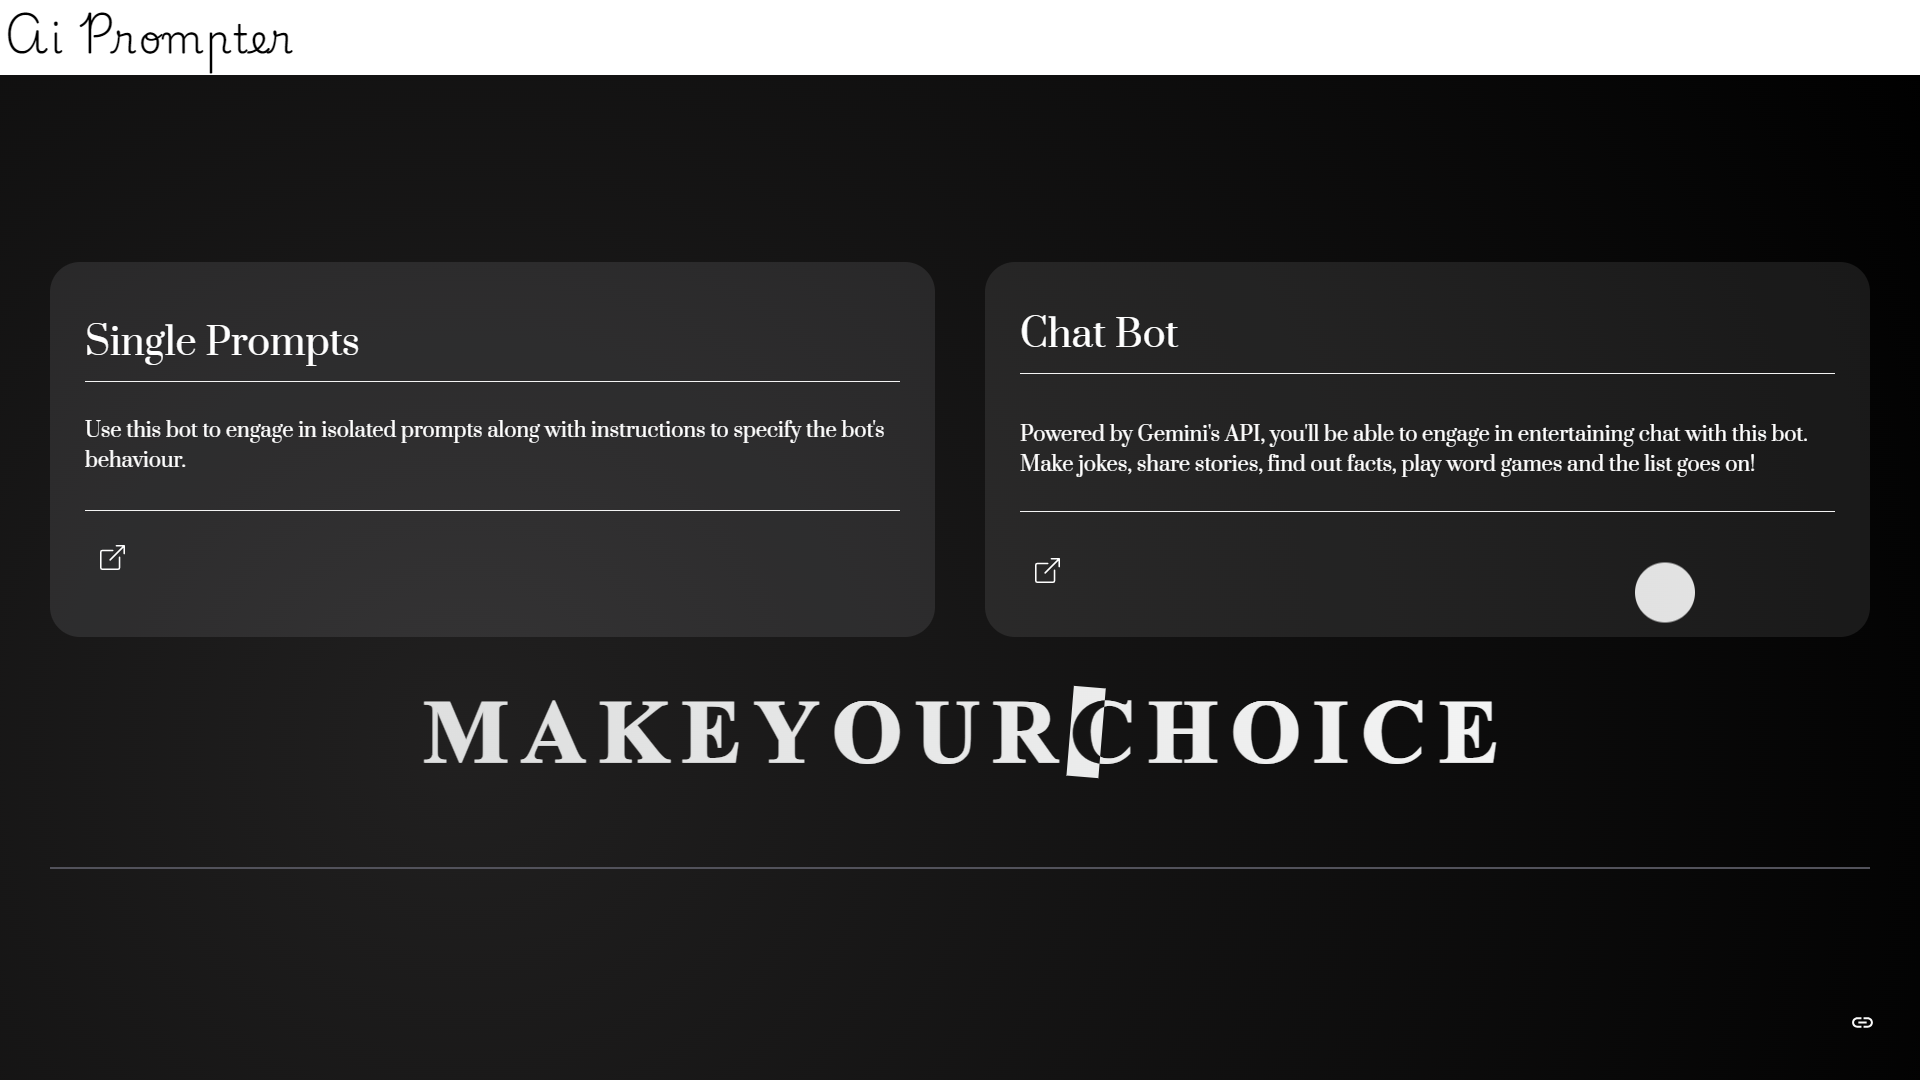 Ai Prompter
Single Prompts
Use this bot to engage in isolated prompts along with instructions to specify the bot's
behaviour.
Chat Bot
Powered by Gemini's API, you'll be able to engage in entertaining chat with this bot.
Make jokes, share stories, find out facts, play word games and the list goes on!
MAKEYOURCHOICE